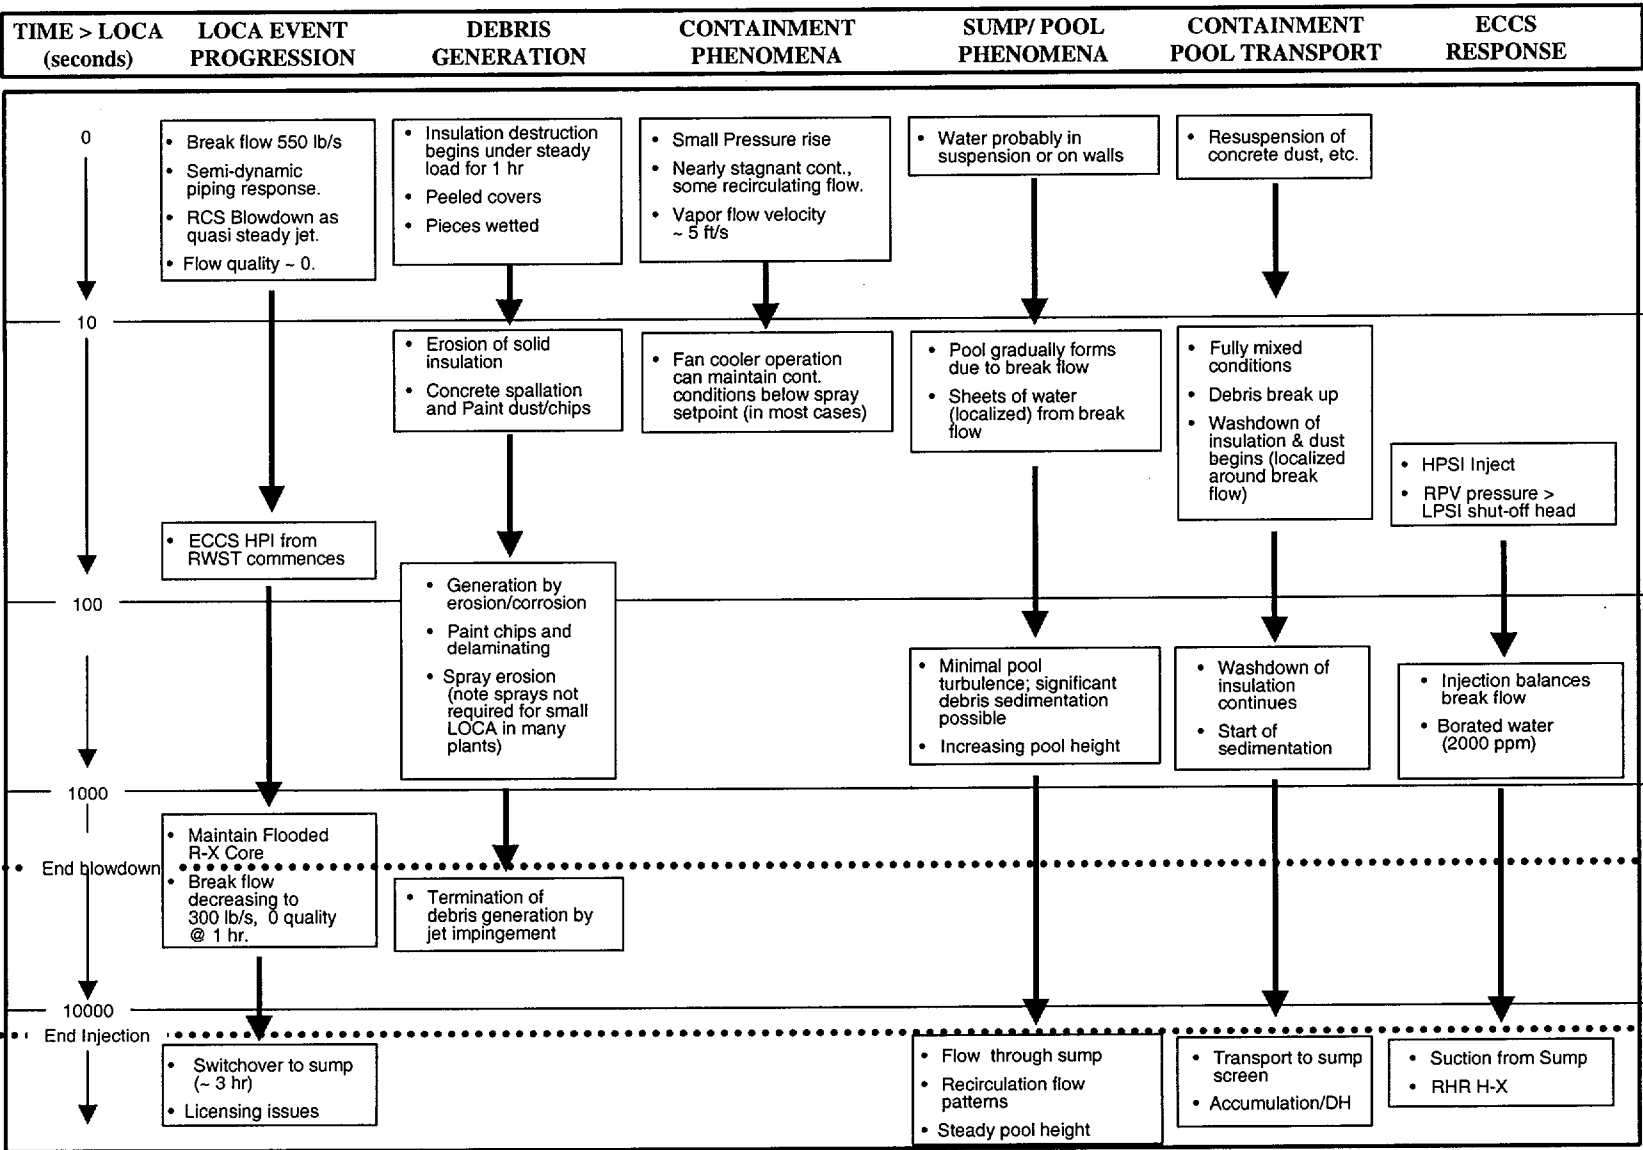 TIME > LOCA
(seconds)
LOCA EVENT
PROGRESSION
DEBRIS
GENERATION
CONTAINMENT
PHENOMENA
SUMP/ POOL
PHENOMENA
CONTAINMENT
POOL TRANSPORT
ECCS
RESPONSE
0
• Break flow 550 lb/s
• Semi-dynamic
piping response.
• RCS Blowdown as
quasi steady jet.
• Flow quality ~ 0.
• Insulation destruction
begins under steady
load for 1 hr
• Peeled covers
• Pieces wetted
• Small Pressure rise
• Nearly stagnant cont.,
some recirculating flow.
• Vapor flow velocity
~ 5 ft/s
• Water probably in
suspension or on walls
• Resuspension of
concrete dust, etc.
10
• Erosion of solid
insulation
• Concrete spallation
and Paint dust/chips
• Fan cooler operation
can maintain cont.
conditions below spray
setpoint (in most cases)
• Pool gradually forms
due to break flow
• Sheets of water
(localized) from break
flow
• Fully mixed
conditions
• Debris break up
• Washdown of
insulation & dust
begins (localized
around break
flow)
• HPSI Inject
• RPV pressure >
LPSI shut-off head
• ECCS HPI from
RWST commences
100
• Generation by
erosion/corrosion
• Paint chips and
delaminating
• Spray erosion
(note sprays not
required for small
LOCA in many
plants)
• Minimal pool
turbulence; significant
debris sedimentation
possible
• Increasing pool height
• Washdown of
insulation
continues
• Start of
sedimentation
• Injection balances
break flow
• Borated water
(2000 ppm)
1000
• Maintain Flooded
R-X Core
End blowdown
• Break flow
decreasing to
300 lb/s, 0 quality
@ 1 hr.
• Termination of
debris generation by
jet impingement
10000
End Injection
• Switchover to sump
(~ 3 hr)
• Licensing issues
• Flow through sump
• Recirculation flow
patterns
• Steady pool height
• Transport to sump
screen
• Accumulation/DH
• Suction from Sump
• RHR H-X